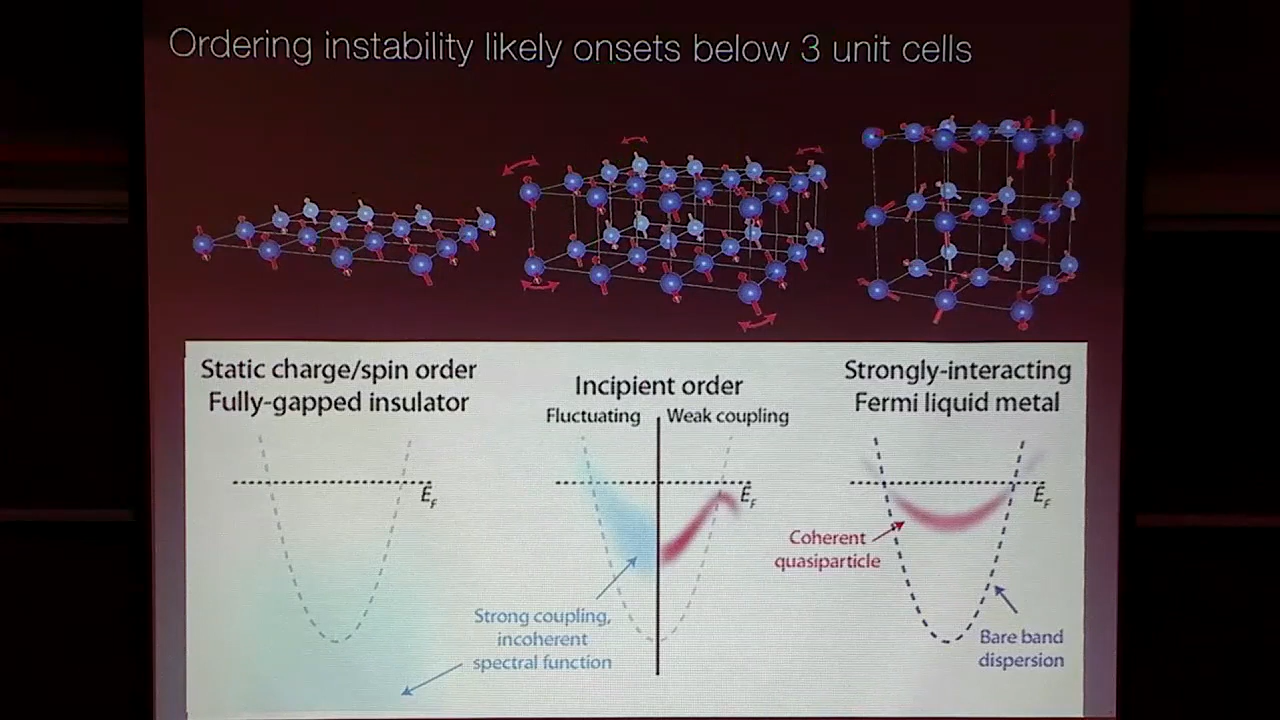 Ordering instability likely onsets below 3 unit cells
Static charge/spin order
Fully-gapped insulator
Incipient order
Fluctuating
Weak coupling
Strongly-interacting
Fermi liquid metal
E_F
E_F
E_F
Coherent
quasiparticle
Strong coupling,
incoherent
spectral function
Bare band
dispersion